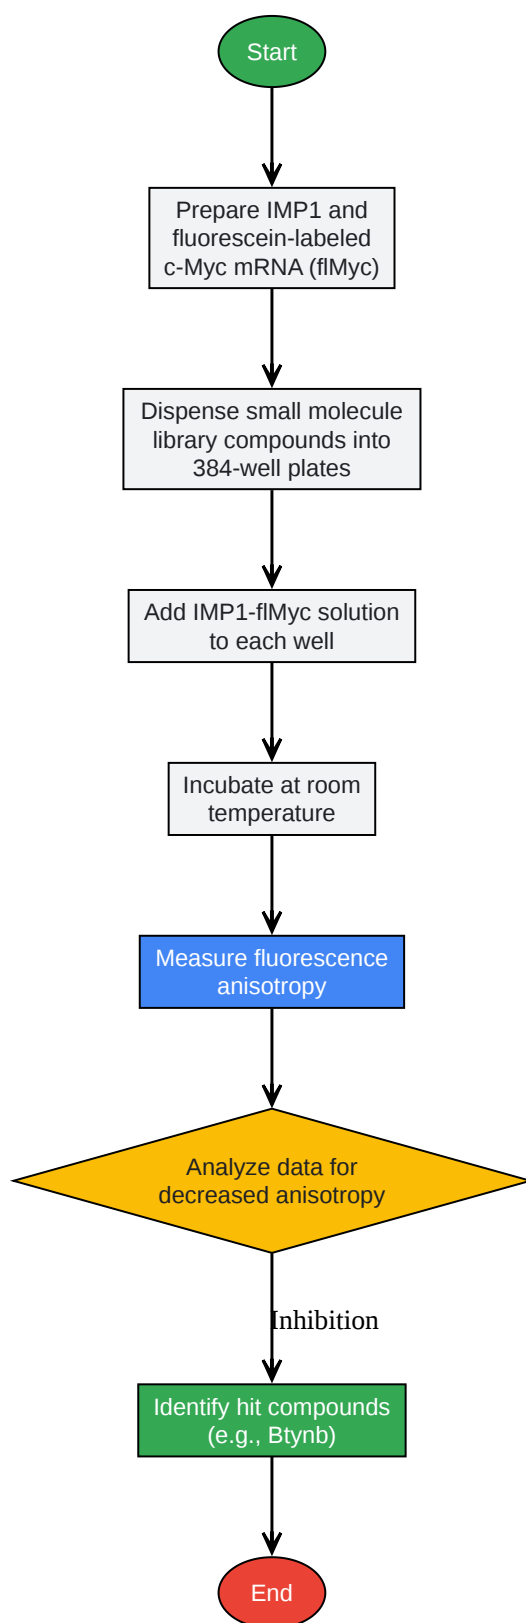 Start
Prepare IMP1 and
fluorescein-labeled
c-Myc mRNA (flMyc)
Dispense small molecule
library compounds into
384-well plates
Add IMP1-flMyc solution
to each well
Incubate at room
temperature
Measure fluorescence
anisotropy
Analyze data for
decreased anisotropy
Inhibition
Identify hit compounds
(e.g., Btynb)
End